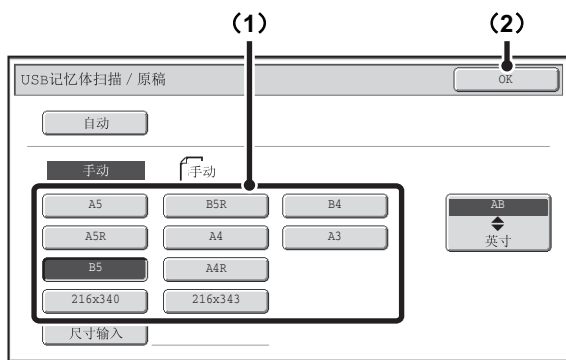 (1) (2)
USB记忆体扫描 / 原稿 OK
自动
手动 手动
A5 B5R B4 AB
A5R A4 A3 英寸
B5 A4R
216x340 216x343
尺寸输入